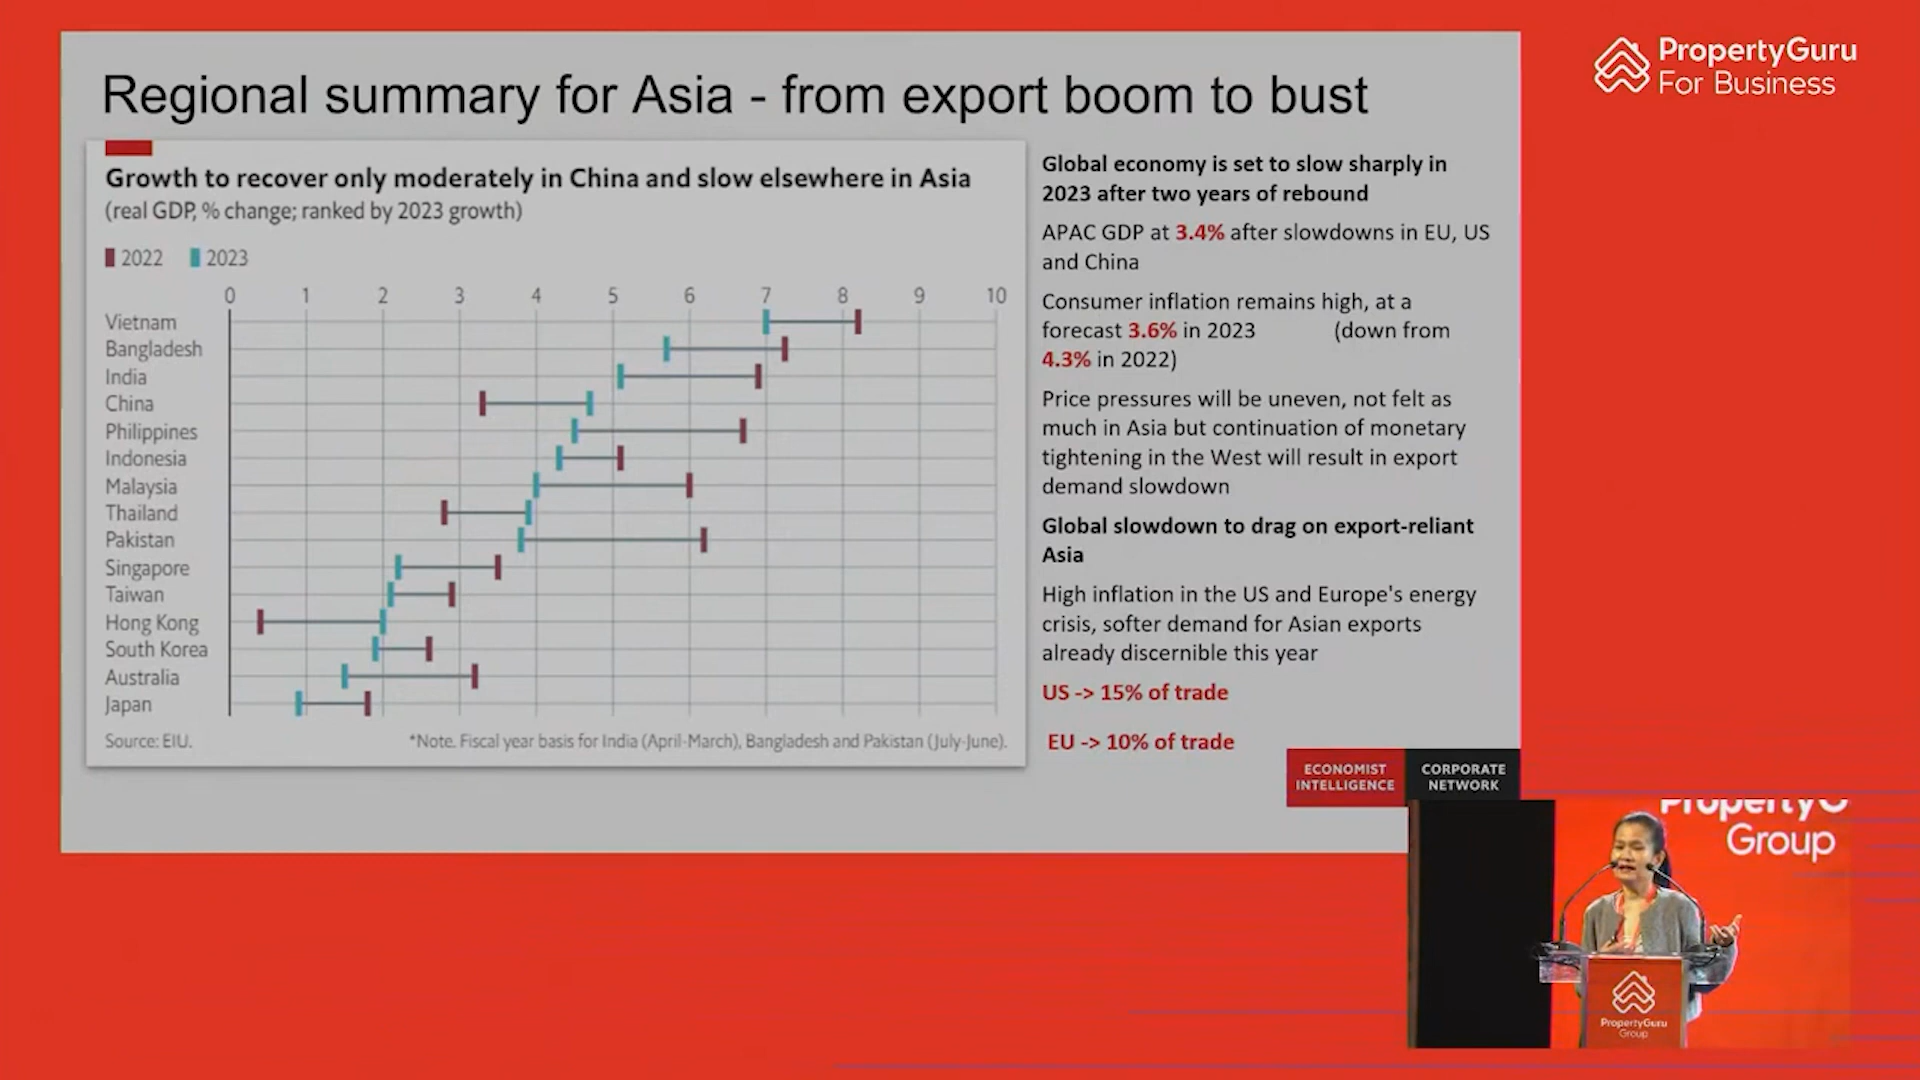 PropertyGuru
For Business
Regional summary for Asia - from export boom to bust
Growth to recover only moderately in China and slow elsewhere in Asia
(real GDP, % change; ranked by 2023 growth)
2022 2023
0 1 2 3 4 5 6 7 8 9 10
Vietnam
Bangladesh
India
China
Philippines
Indonesia
Malaysia
Thailand
Pakistan
Singapore
Taiwan
Hong Kong
South Korea
Australia
Japan
Source: EIU.
*Note. Fiscal year basis for India (April-March), Bangladesh and Pakistan (July-June).
Global economy is set to slow sharply in
2023 after two years of rebound
APAC GDP at 3.4% after slowdowns in EU, US
and China
Consumer inflation remains high, at a
forecast 3.6% in 2023 (down from
4.3% in 2022)
Price pressures will be uneven, not felt as
much in Asia but continuation of monetary
tightening in the West will result in export
demand slowdown
Global slowdown to drag on export-reliant
Asia
High inflation in the US and Europe's energy
crisis, softer demand for Asian exports
already discernible this year
US -> 15% of trade
EU -> 10% of trade
ECONOMIST
INTELLIGENCE
CORPORATE
NETWORK
PropertyG
Group
PropertyGuru
Group